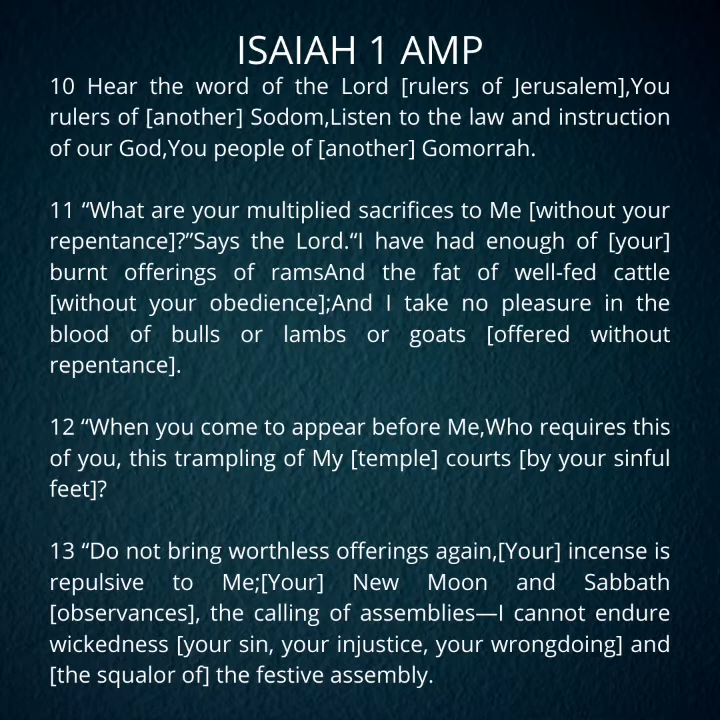 ISAIAH 1 AMP
10 Hear the word of the Lord [rulers of Jerusalem],You
rulers of [another] Sodom,Listen to the law and instruction
of our God,You people of [another] Gomorrah.
11 “What are your multiplied sacrifices to Me [without your
repentance]?”Says the Lord.“I have had enough of [your]
burnt offerings of ramsAnd the fat of well-fed cattle
[without your obedience];And I take no pleasure in the
blood of bulls or lambs or goats [offered without
repentance].
12 “When you come to appear before Me,Who requires this
of you, this trampling of My [temple] courts [by your sinful
feet]?
13 “Do not bring worthless offerings again,[Your] incense is
repulsive to Me;[Your] New Moon and Sabbath
[observances], the calling of assemblies—I cannot endure
wickedness [your sin, your injustice, your wrongdoing] and
[the squalor of] the festive assembly.